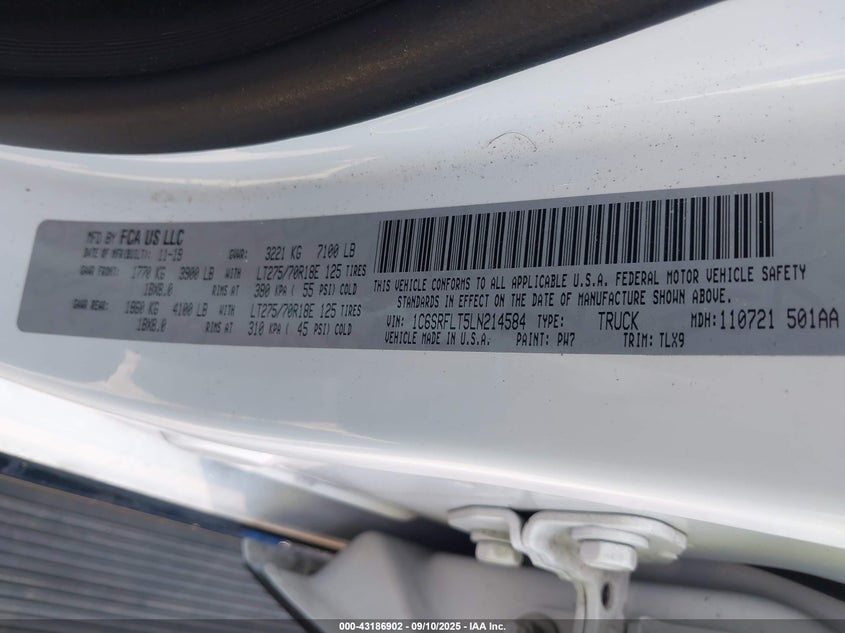 MFD BY FCA US LLC
DATE OF MFR(BUILT): 11-19 GVWR: 3221 KG 7100 LB
GAWR FRONT: 1770 KG 3900 LB WITH LT275/70R18E 125 TIRES
18X8.0 RIMS AT 380 KPA ( 55 PSI) COLD
GAWR REAR: 1860 KG 4100 LB WITH LT275/70R18E 125 TIRES
18X8.0 RIMS AT 310 KPA ( 45 PSI) COLD
THIS VEHICLE CONFORMS TO ALL APPLICABLE U.S.A. FEDERAL MOTOR VEHICLE SAFETY
STANDARDS IN EFFECT ON THE DATE OF MANUFACTURE SHOWN ABOVE.
VIN: 1C6SRFLT5LN214584 TYPE: TRUCK MDH: 110721 501AA
VEHICLE MADE IN U.S.A. PAINT: PW7 TRIM: TLX9
000-43186902 - 09/10/2025 - IAA Inc.